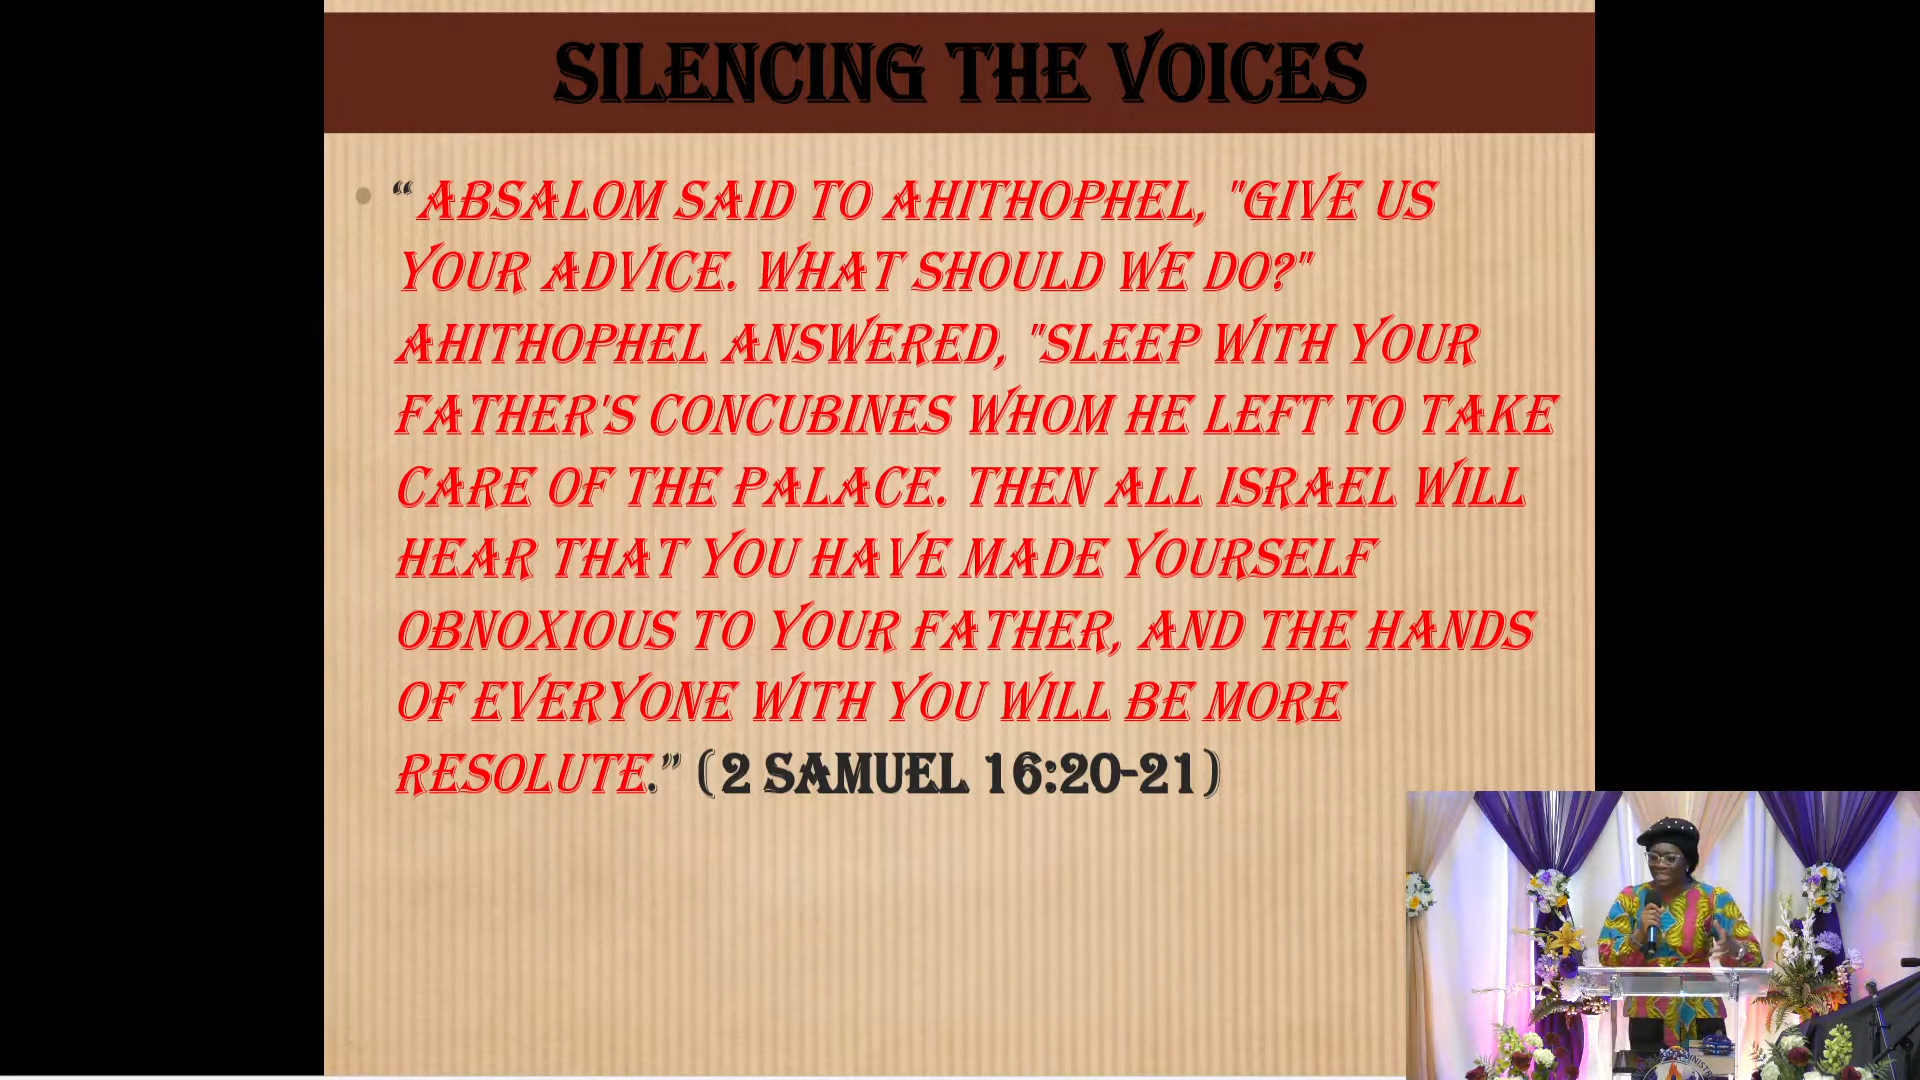 SILENCING THE VOICES
• “ABSALOM SAID TO AHITHOPHEL, "GIVE US
YOUR ADVICE. WHAT SHOULD WE DO?"
AHITHOPHEL ANSWERED, "SLEEP WITH YOUR
FATHER'S CONCUBINES WHOM HE LEFT TO TAKE
CARE OF THE PALACE. THEN ALL ISRAEL WILL
HEAR THAT YOU HAVE MADE YOURSELF
OBNOXIOUS TO YOUR FATHER, AND THE HANDS
OF EVERYONE WITH YOU WILL BE MORE
RESOLUTE.” (2 SAMUEL 16:20-21)